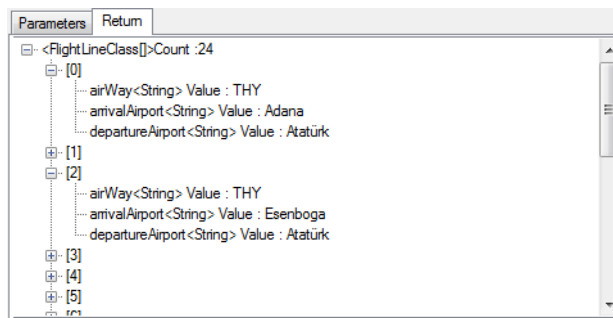 Parameters Return
<FlightLineClass[]>Count :24
[0]
airWay<String> Value : THY
arrivalAirport<String> Value : Adana
departureAirport<String> Value : Atatürk
[1]
[2]
airWay<String> Value : THY
arrivalAirport<String> Value : Esenboga
departureAirport<String> Value : Atatürk
[3]
[4]
[5]